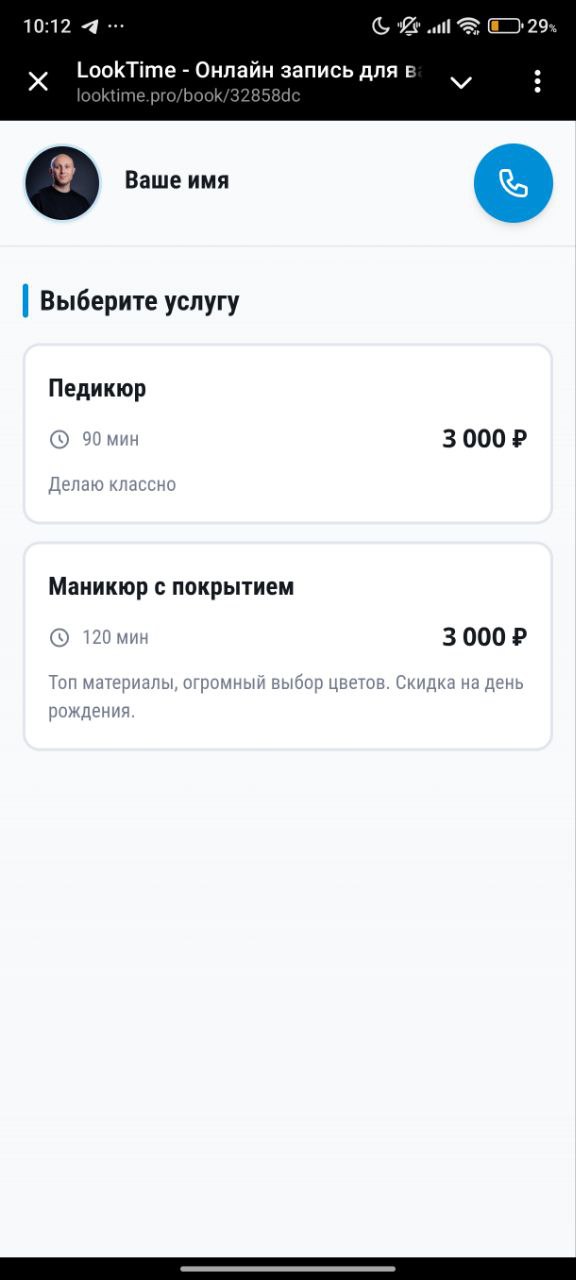 10:12 ... 29%
LookTime - Онлайн запись для ва
looktime.pro/book/32858dc
Ваше имя
Выберите услугу
Педикюр
90 мин 3 000 ₽
Делаю классно
Маникюр с покрытием
120 мин 3 000 ₽
Топ материалы, огромный выбор цветов. Скидка на день
рождения.